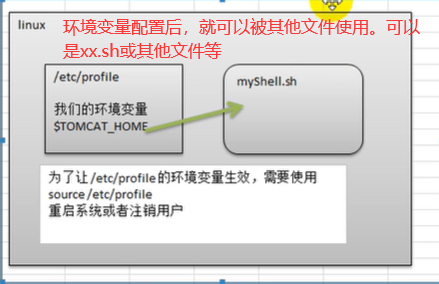 linux
环境变量配置后，就可以被其他文件使用。可以
是xx.sh或其他文件等
/etc/profile
我们的环境变量
$TOMCAT_HOME
myShell.sh
为了让/etc/profile的环境变量生效，需要使用
source/etc/profile
重启系统或者注销用户